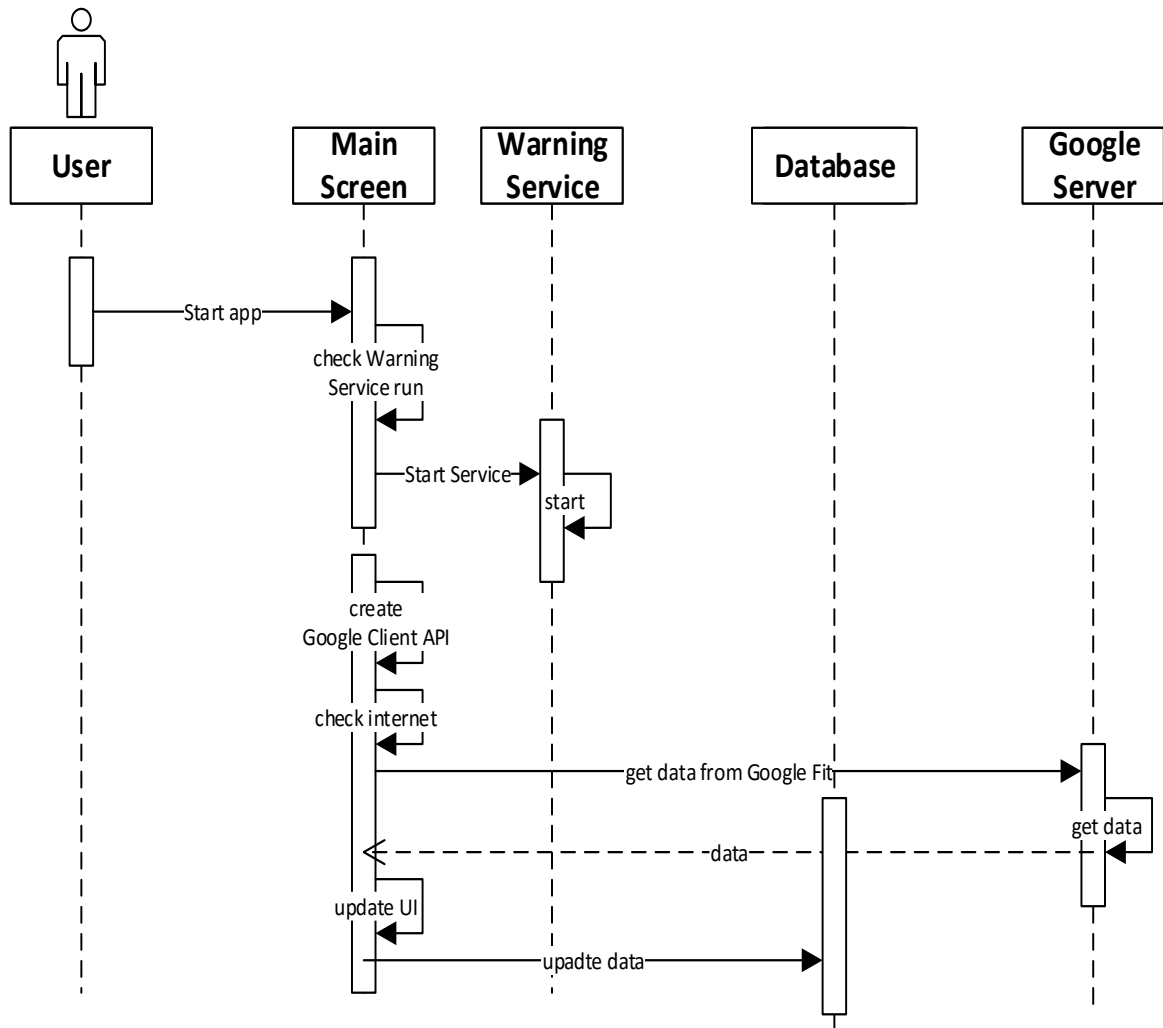 User
Main
Screen
Warning
Service
Database
Google
Server
Start app
check Warning
Service run
Start Service
start
create
Google Client API
check internet
get data from Google Fit
get data
data
update UI
upadte data